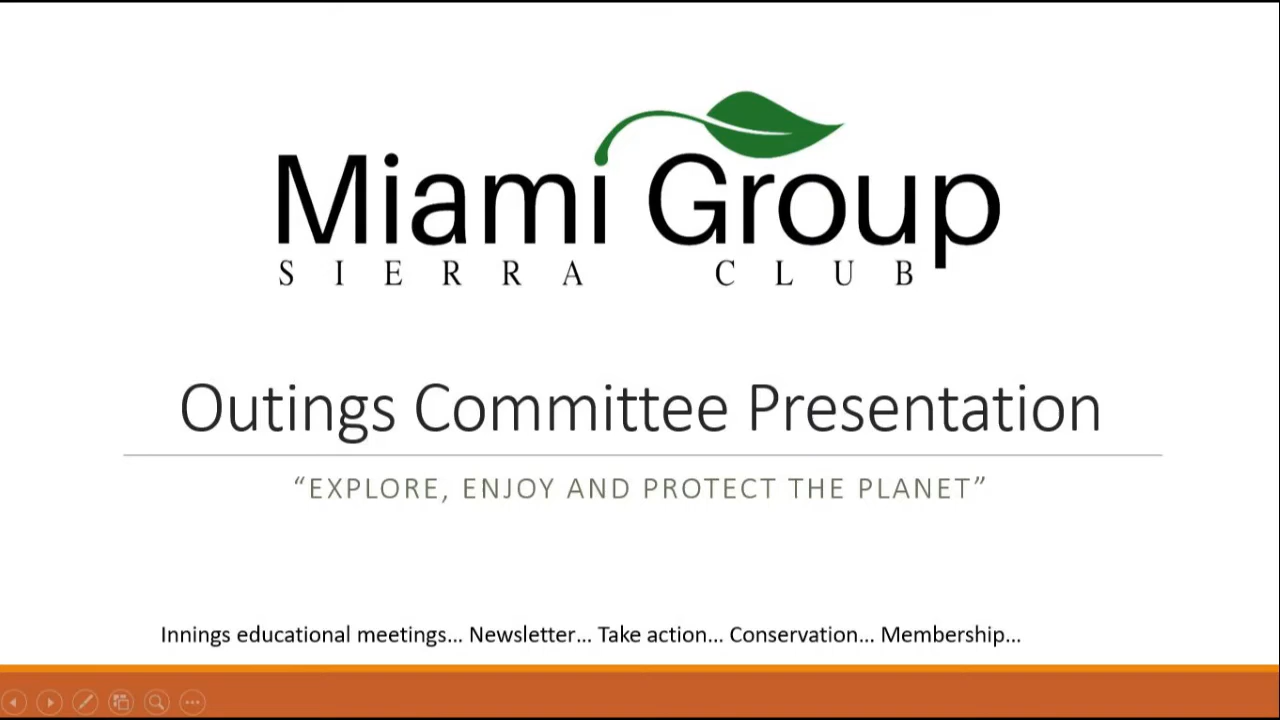 Miami Group
SIERRA CLUB
Outings Committee Presentation
“EXPLORE, ENJOY AND PROTECT THE PLANET”
Innings educational meetings... Newsletter... Take action... Conservation... Membership...